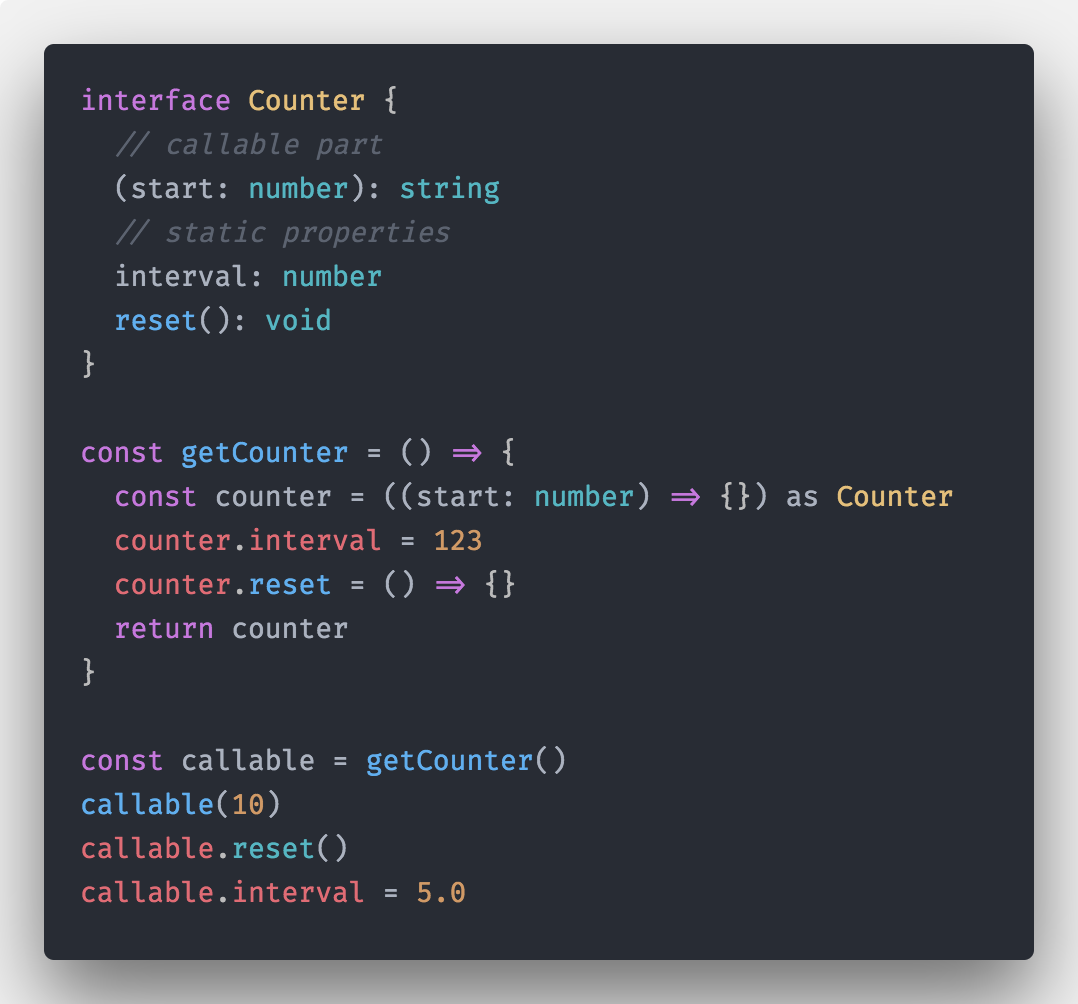 interface Counter {
  // callable part
  (start: number): string
  // static properties
  interval: number
  reset(): void
}

const getCounter = () => {
  const counter = ((start: number) => {}) as Counter
  counter.interval = 123
  counter.reset = () => {}
  return counter
}

const callable = getCounter()
callable(10)
callable.reset()
callable.interval = 5.0